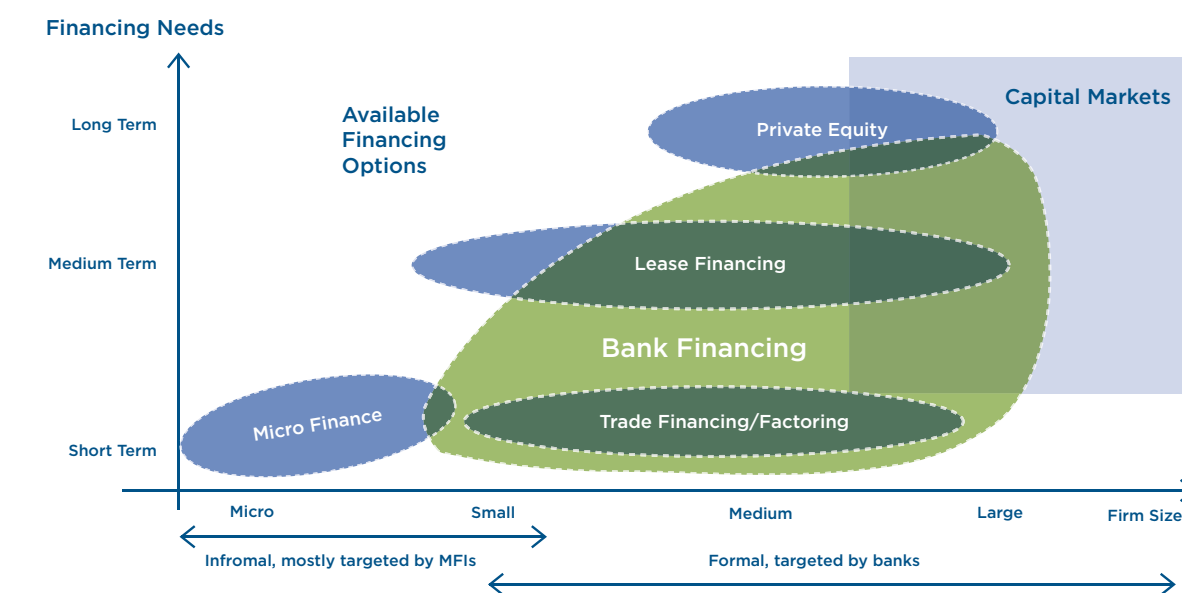 Financing Needs
Capital Markets
Available
Financing
Options
Long Term
Private Equity
Medium Term
Lease Financing
Bank Financing
Micro Finance
Trade Financing/Factoring
Short Term
Micro
Small
Medium
Large
Firm Size
Infromal, mostly targeted by MFIs
Formal, targeted by banks